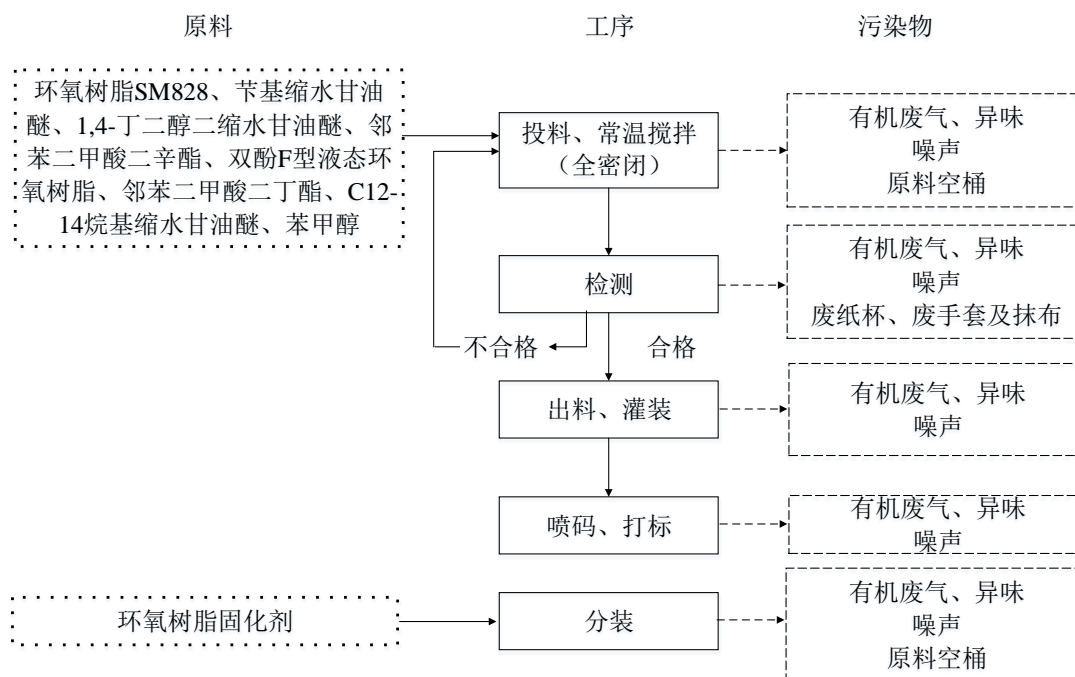 原料
工序
污染物
环氧树脂SM828、苄基缩水甘油
醚、1,4-丁二醇二缩水甘油醚、邻
苯二甲酸二辛酯、双酚F型液态环
氧树脂、邻苯二甲酸二丁酯、C12-
14烷基缩水甘油醚、苯甲醇
投料、常温搅拌
（全密闭）
有机废气、异味
噪声
原料空桶
检测
有机废气、异味
噪声
废纸杯、废手套及抹布
不合格
合格
出料、灌装
有机废气、异味
噪声
喷码、打标
有机废气、异味
噪声
环氧树脂固化剂
分装
有机废气、异味
噪声
原料空桶